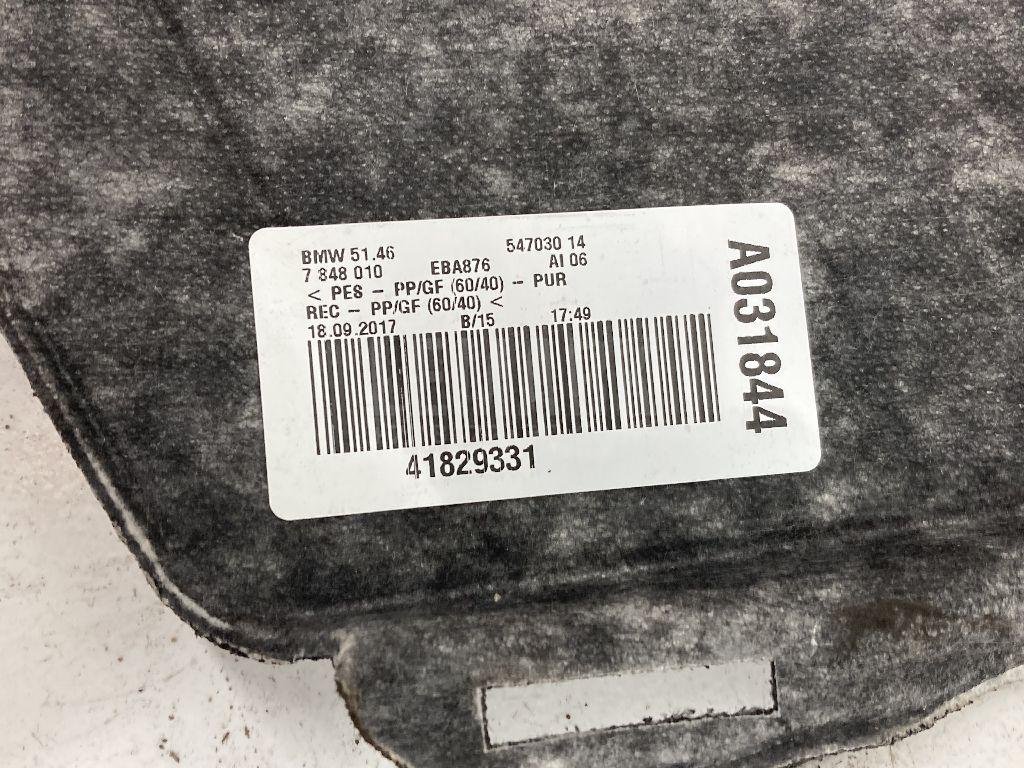 BMW 51.46 547030 14
7 848 010 EBA876 AI 06
< PES - PP/GF (60/40) - PUR
REC - PP/GF (60/40) <
18.09.2017 B/15 17:49
41829331
A031844